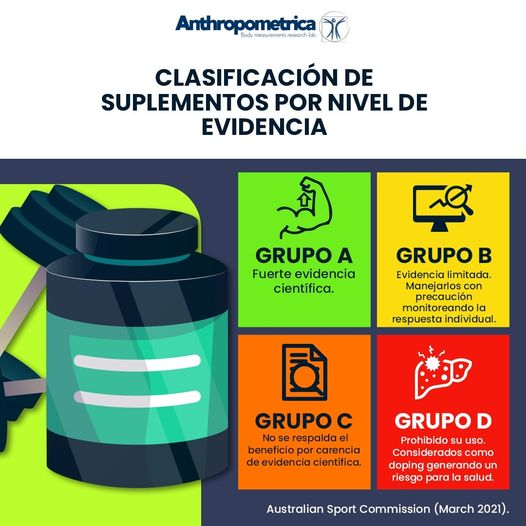 Anthropometrica
Body measurements research lab
CLASIFICACIÓN DE
SUPLEMENTOS POR NIVEL DE
EVIDENCIA
GRUPO A
Fuerte evidencia
científica.
GRUPO B
Evidencia limitada.
Manejarlos con
precaución
monitoreando la
respuesta individual.
GRUPO C
No se respalda el
beneficio por carencia
de evidencia científica.
GRUPO D
Prohibido su uso.
Considerados como
doping generando un
riesgo para la salud.
Australian Sport Commission (March 2021).